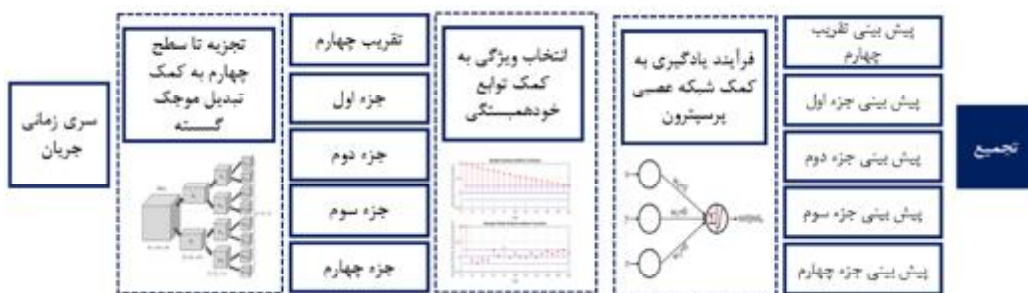 سری زمانی
جریان
تجزیه تا سطح
چهارم به کمک
تبدیل موجک
گسسته
تقریب چهارم
جزء اول
جزء دوم
جزء سوم
جزء چهارم
انتخاب ویژگی به
کمک توابع
خودهمبستگی
فرآیند یادگیری به
کمک شبکه عصبی
پرسپترون
پیش بینی تقریب
چهارم
پیش بینی جزء اول
پیش بینی جزء دوم
پیش بینی جزء سوم
پیش بینی جزء چهارم
تجمیع